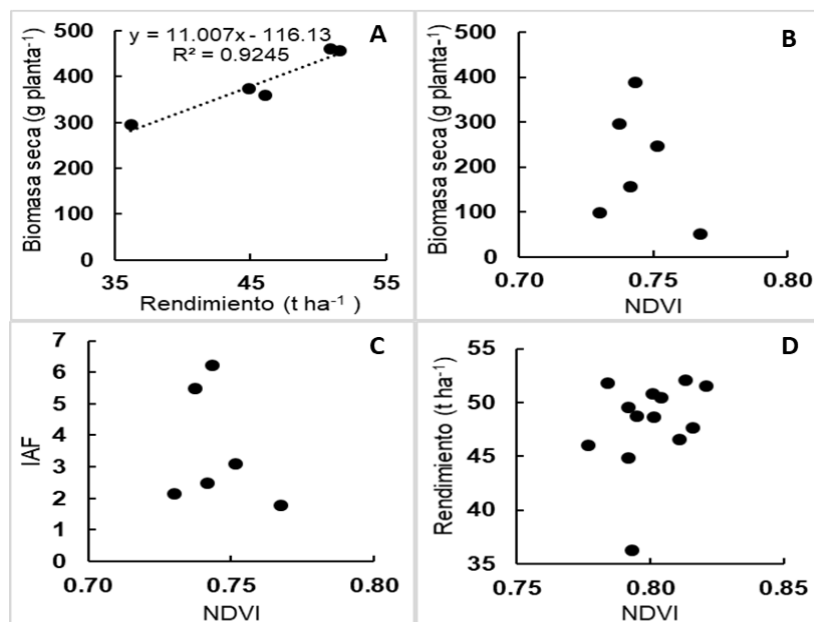 y = 11.007x - 116.13
R² = 0.9245
A
Biomasa seca (g planta⁻¹)
500
400
300
200
100
0
35
45
55
Rendimiento (t ha⁻¹)
B
Biomasa seca (g planta-¹)
500
400
300
200
100
0
0.70
0.75
0.80
NDVI
C
IAF
7
6
5
4
3
2
1
0
0.70
0.75
0.80
NDVI
D
Rendimiento (t ha⁻¹)
55
50
45
40
35
0.75
0.80
0.85
NDVI